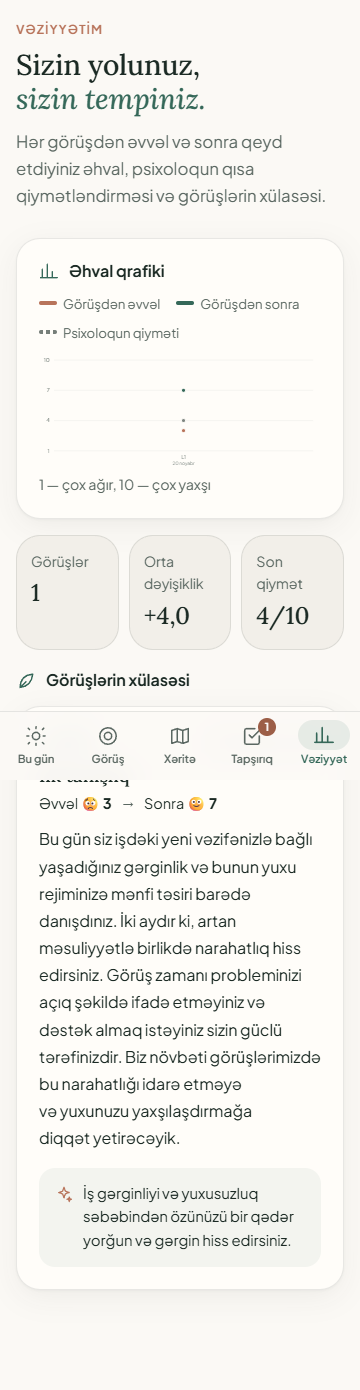 VƏZİYYƏTİM
Sizin yolunuz,
sizin tempiniz.
Hər görüşdən əvvəl və sonra qeyd
etdiyiniz əhval, psixoloqun qısa
qiymətləndirməsi və görüşlərin xülasəsi.
Əhval qrafiki
Görüşdən əvvəl
Görüşdən sonra
Psixoloqun qiyməti
10
7
4
1
1 — çox ağır, 10 — çox yaxşı
Görüşlər
1
Orta
dəyişiklik
+4,0
Son
qiymət
4/10
Görüşlərin xülasəsi
Bu gün
Görüş
Xəritə
1
Tapşırıq
Vəziyyət
Əvvəl 3 → Sonra 7
Bu gün siz işdəki yeni vəzifənizlə bağlı
yaşadığınız gərginlik və bunun yuxu
rejiminizə mənfi təsiri barədə
danışdınız. İki aydır ki, artan
məsuliyyətlə birlikdə narahatlıq hiss
edirsiniz. Görüş zamanı probleminizi
açıq şəkildə ifadə etməyiniz və
dəstək almaq istəyiniz sizin güclü
tərəfinizdir. Biz növbəti görüşlərimizdə
bu narahatlığı idarə etməyə
və yuxunuzu yaxşılaşdırmağa
diqqət yetirəcəyik.
İş gərginliyi və yuxusuzluq
səbəbindən özünüzü bir qədər
yorğun və gərgin hiss edirsiniz.